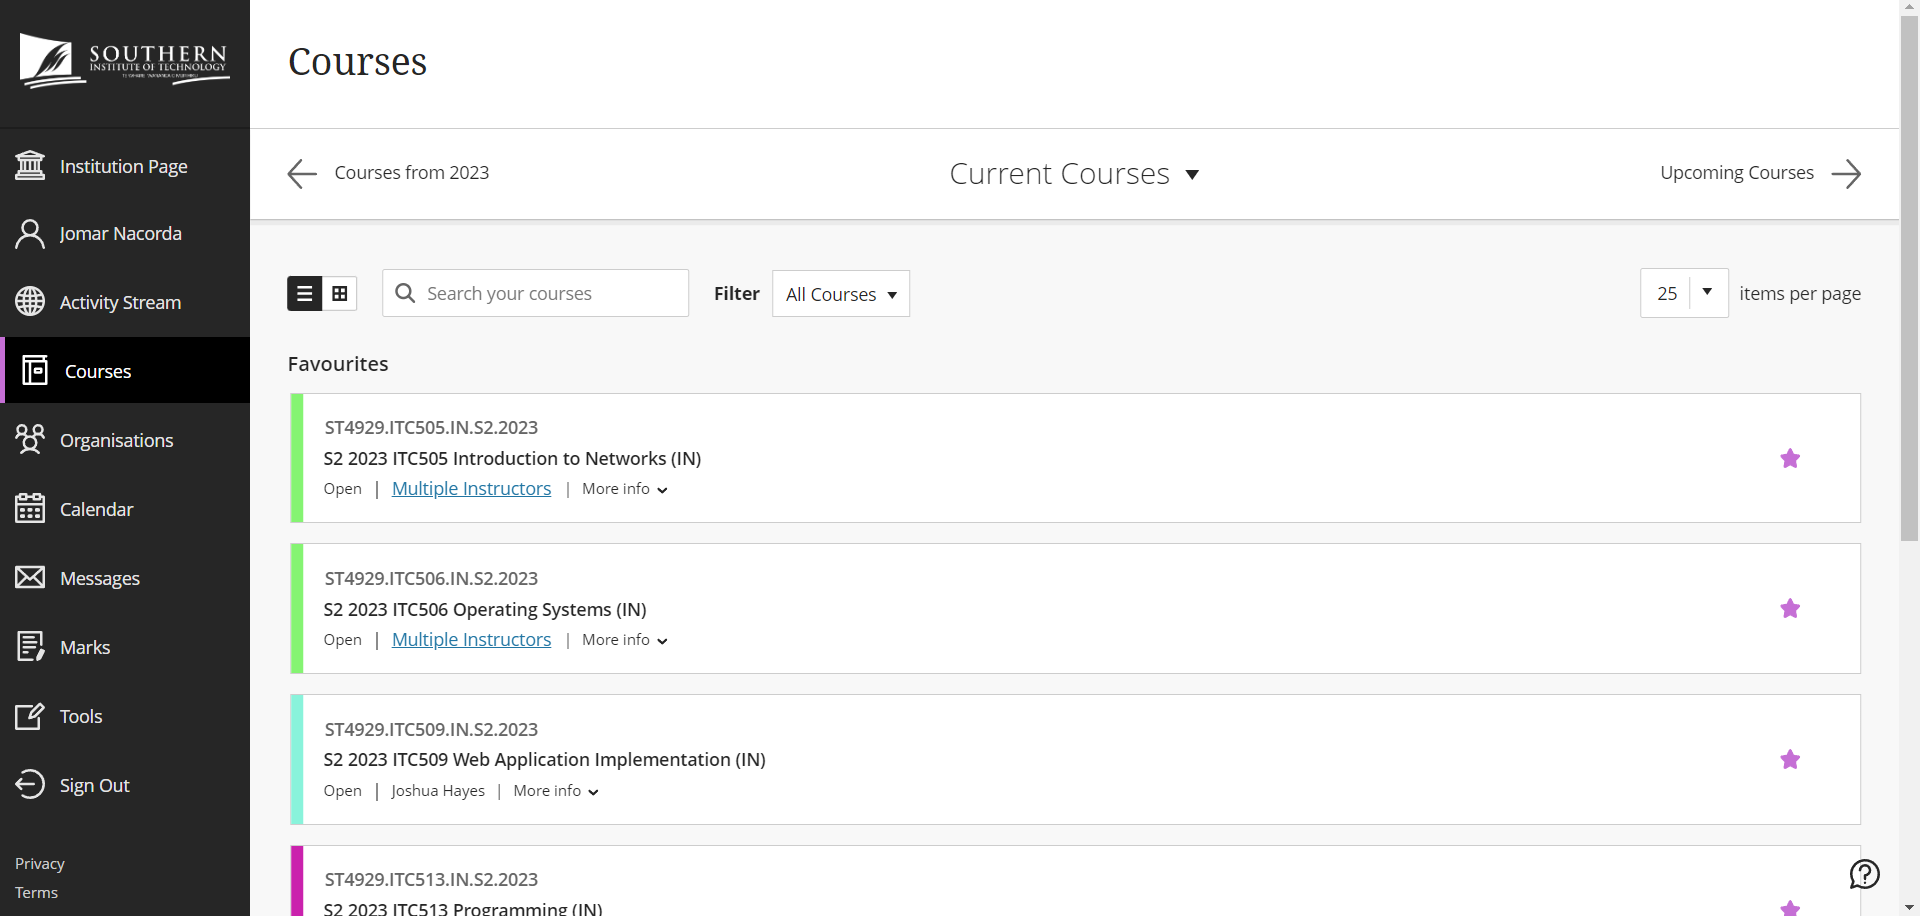 SOUTHERN
INSTITUTE OF TECHNOLOGY
Institution Page
Jomar Nacorda
Activity Stream
Courses
Organisations
Calendar
Messages
Marks
Tools
Sign Out
Privacy
Terms
Courses
Courses from 2023
Current Courses
Upcoming Courses
Search your courses
Filter
All Courses
25
items per page
Favourites
ST4929.ITC505.IN.S2.2023
S2 2023 ITC505 Introduction to Networks (IN)
Open | Multiple Instructors | More info
ST4929.ITC506.IN.S2.2023
S2 2023 ITC506 Operating Systems (IN)
Open | Multiple Instructors | More info
ST4929.ITC509.IN.S2.2023
S2 2023 ITC509 Web Application Implementation (IN)
Open | Joshua Hayes | More info
ST4929.ITC513.IN.S2.2023
S2 2023 ITC513 Programming (IN)